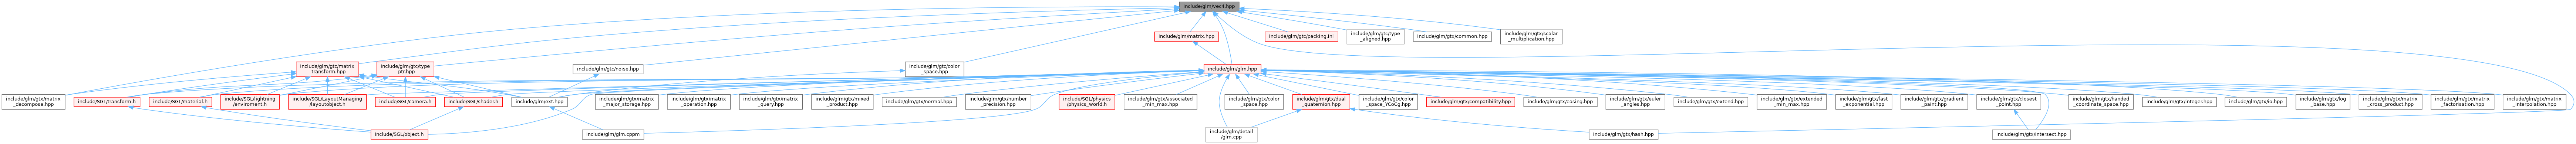 include/glm/vec4.hpp
include/glm/matrix.hpp
include/glm/gtc/packing.inl
include/glm/gtc/type
_aligned.hpp
include/glm/gtx/common.hpp
include/glm/gtx/scalar
_multiplication.hpp
include/glm/gtc/matrix
_transform.hpp
include/glm/gtc/type
_ptr.hpp
include/glm/gtc/noise.hpp
include/glm/gtc/color
_space.hpp
include/glm/glm.hpp
include/glm/gtx/matrix
_decompose.hpp
include/SGL/transform.h
include/SGL/material.h
include/SGL/lightning
/enviroment.h
include/SGL/LayoutManaging
/layoutobject.h
include/SGL/camera.h
include/SGL/shader.h
include/glm/ext.hpp
include/glm/gtx/matrix
_major_storage.hpp
include/glm/gtx/matrix
_operation.hpp
include/glm/gtx/matrix
_query.hpp
include/glm/gtx/mixed
_product.hpp
include/glm/gtx/normal.hpp
include/glm/gtx/number
_precision.hpp
include/SGL/physics
/physics_world.h
include/glm/gtx/associated
_min_max.hpp
include/glm/gtx/color
_space.hpp
include/glm/gtx/dual
_quaternion.hpp
include/glm/gtx/color
_space_YCoCg.hpp
include/glm/gtx/compatibility.hpp
include/glm/gtx/easing.hpp
include/glm/gtx/euler
_angles.hpp
include/glm/gtx/extend.hpp
include/glm/gtx/extended
_min_max.hpp
include/glm/gtx/fast
_exponential.hpp
include/glm/gtx/gradient
_paint.hpp
include/glm/gtx/closest
_point.hpp
include/glm/gtx/handed
_coordinate_space.hpp
include/glm/gtx/integer.hpp
include/glm/gtx/io.hpp
include/glm/gtx/log
_base.hpp
include/glm/gtx/matrix
_cross_product.hpp
include/glm/gtx/matrix
_factorisation.hpp
include/glm/gtx/matrix
_interpolation.hpp
include/SGL/object.h
include/glm/glm.cppm
include/glm/detail
/glm.cpp
include/glm/gtx/hash.hpp
include/glm/gtx/intersect.hpp